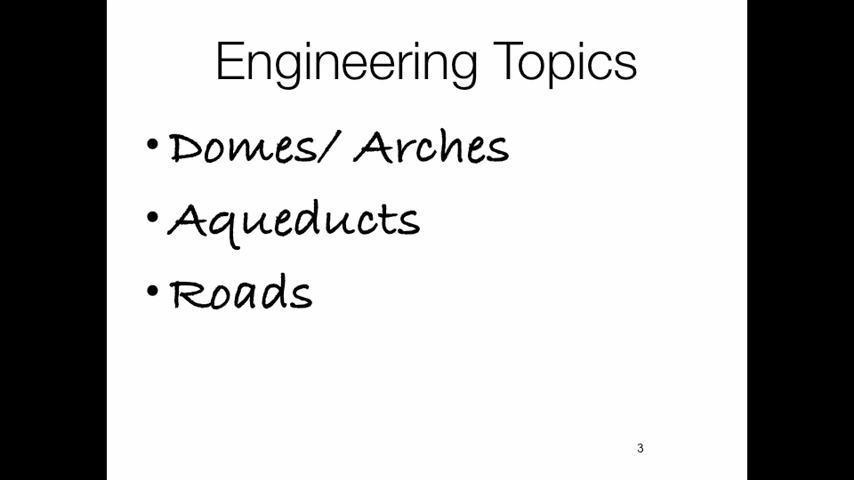 Engineering Topics
• Domes/ Arches
• Aqueducts
• Roads
3